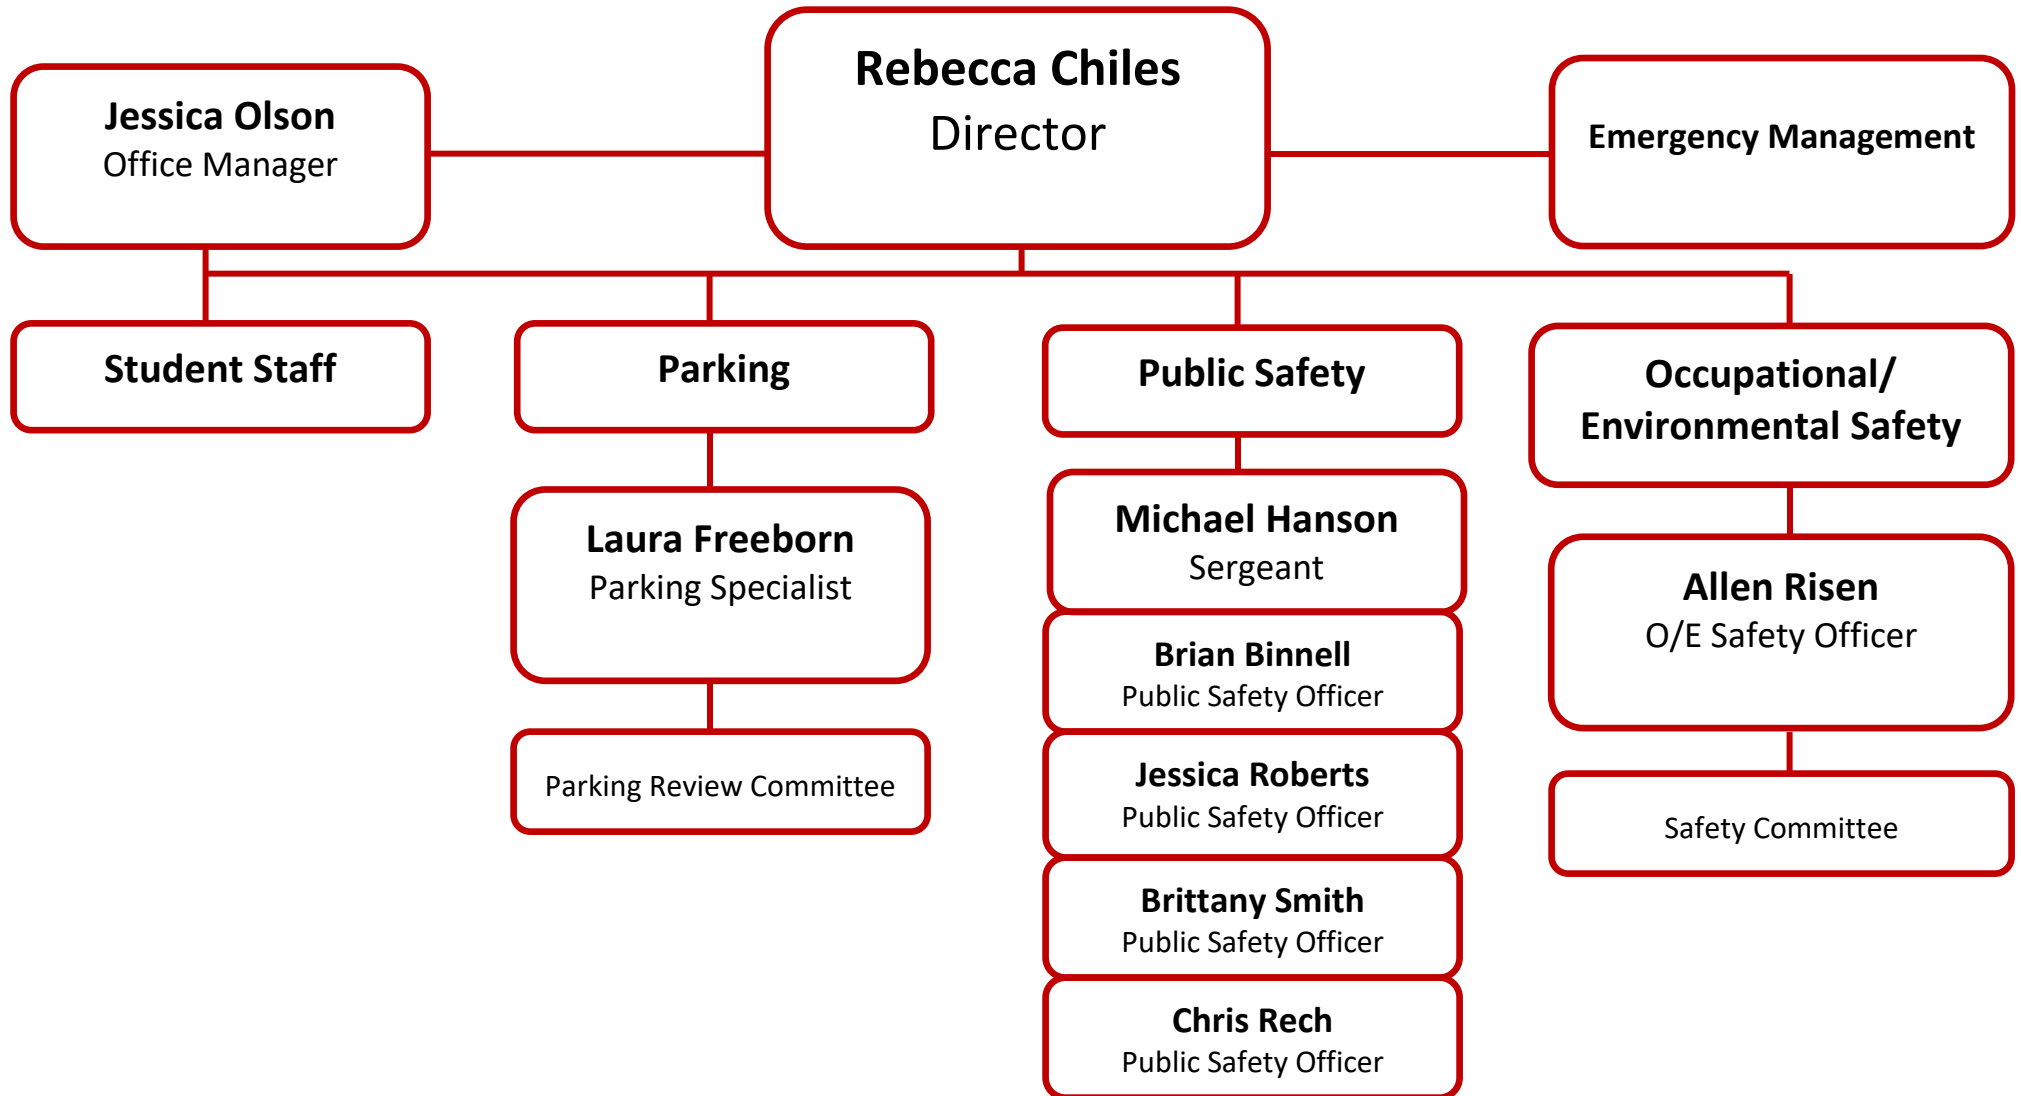 Rebecca Chiles
Director
Jessica Olson
Office Manager
Emergency Management
Student Staff
Parking
Public Safety
Occupational/
Environmental Safety
Laura Freeborn
Parking Specialist
Parking Review Committee
Michael Hanson
Sergeant
Brian Binnell
Public Safety Officer
Jessica Roberts
Public Safety Officer
Brittany Smith
Public Safety Officer
Chris Rech
Public Safety Officer
Allen Risen
O/E Safety Officer
Safety Committee